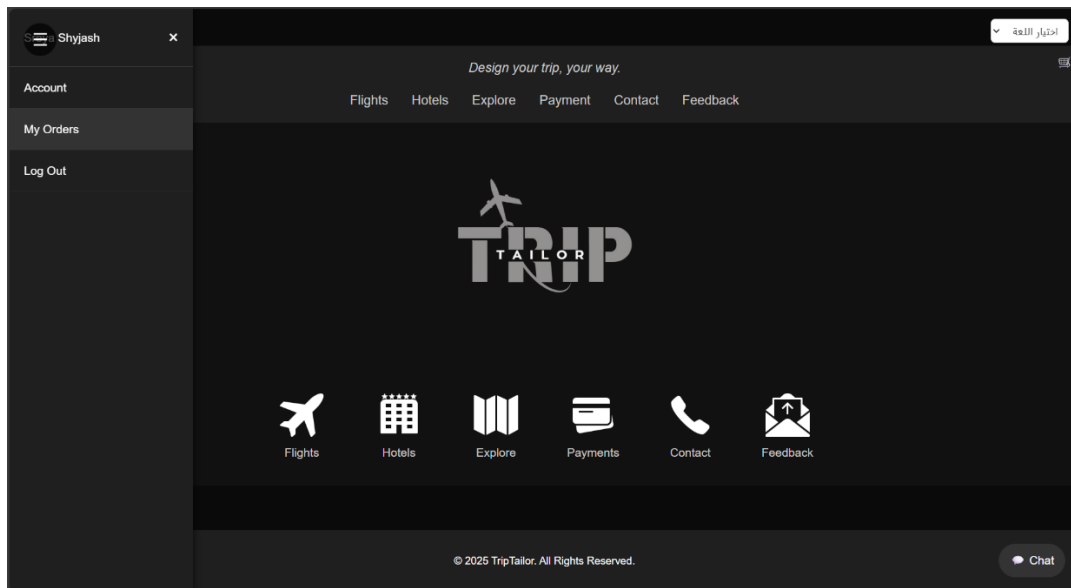 Shyjash ×
Account
My Orders
Log Out
اختيار اللغة
Design your trip, your way.
Flights Hotels Explore Payment Contact Feedback
TRIP
TAILOR
Flights Hotels Explore Payments Contact Feedback
© 2025 TripTailor. All Rights Reserved.
Chat